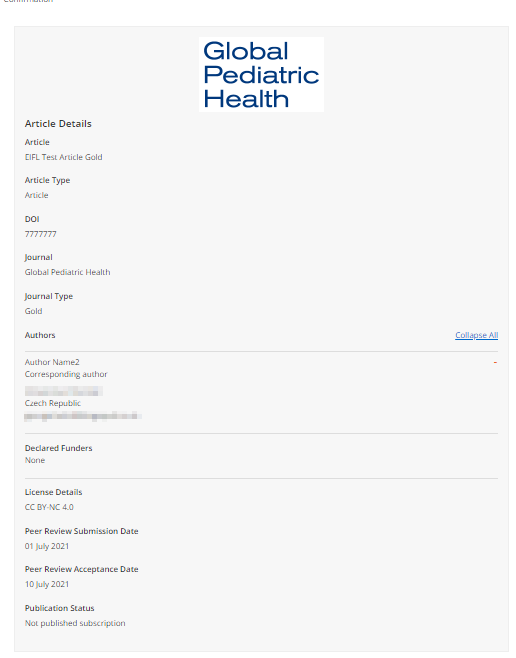 Confirmation
Global
Pediatric
Health
Article Details
Article
EIFL Test Article Gold
Article Type
Article
DOI
7777777
Journal
Global Pediatric Health
Journal Type
Gold
Authors
Collapse All
Author Name2
-
Corresponding author
Czech Republic
Declared Funders
None
License Details
CC BY-NC 4.0
Peer Review Submission Date
01 July 2021
Peer Review Acceptance Date
10 July 2021
Publication Status
Not published subscription